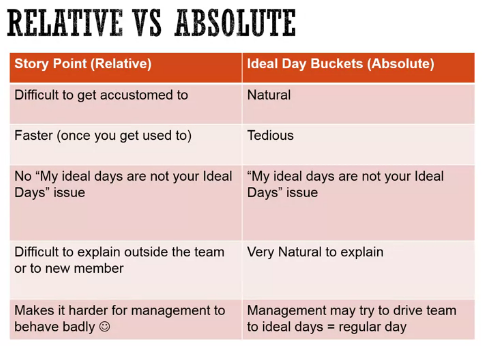 RELATIVE VS ABSOLUTE
Story Point (Relative)
Ideal Day Buckets (Absolute)
Difficult to get accustomed to
Natural
Faster (once you get used to)
Tedious
No “My ideal days are not your Ideal
Days” issue
“My ideal days are not your Ideal
Days” issue
Difficult to explain outside the team
or to new member
Very Natural to explain
Makes it harder for management to
behave badly ☺
Management may try to drive team
to ideal days = regular day